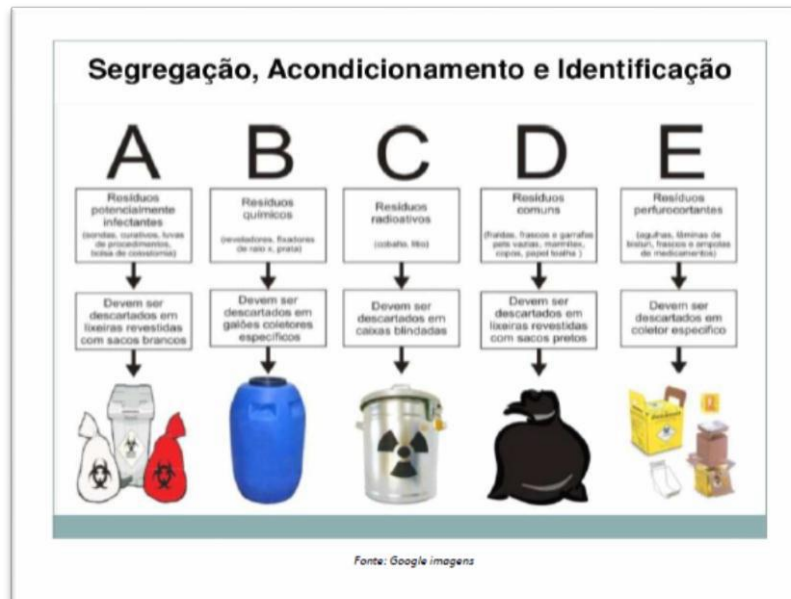 Segregação, Acondicionamento e Identificação
A
B
C
D
E
Resíduos
potencialmente
infectantes
(sondas, curativos, luvas
de procedimentos,
bolsa de colostomia)
Resíduos
químicos
(reveladores, fixadores
de raio x, prata)
Resíduos
radioativos
(cobalto, lítio)
Resíduos
comuns
(fraldas, frascos e garrafas
pets vazias, marmitex,
copos, papel toalha )
Resíduos
perfurocortantes
(agulhas, lâminas de
bisturi, frascos e ampolas
de medicamentos)
Devem ser
descartados em
lixeiras revestidas
com sacos brancos
Devem ser
descartados em
galões coletores
específicos
Devem ser
descartados em
caixas blindadas
Devem ser
descartados em
lixeiras revestidas
com sacos pretos
Devem ser
descartados em
coletor específico
Fonte: Google imagens